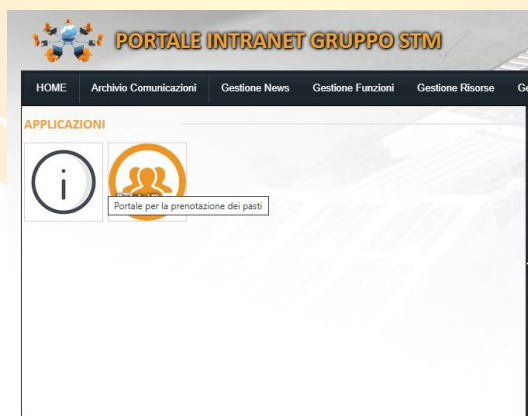 PORTALE INTRANET GRUPPO STM
HOME Archivio Comunicazioni Gestione News Gestione Funzioni Gestione Risorse
APPLICAZIONI
i
Portale per la prenotazione dei pasti